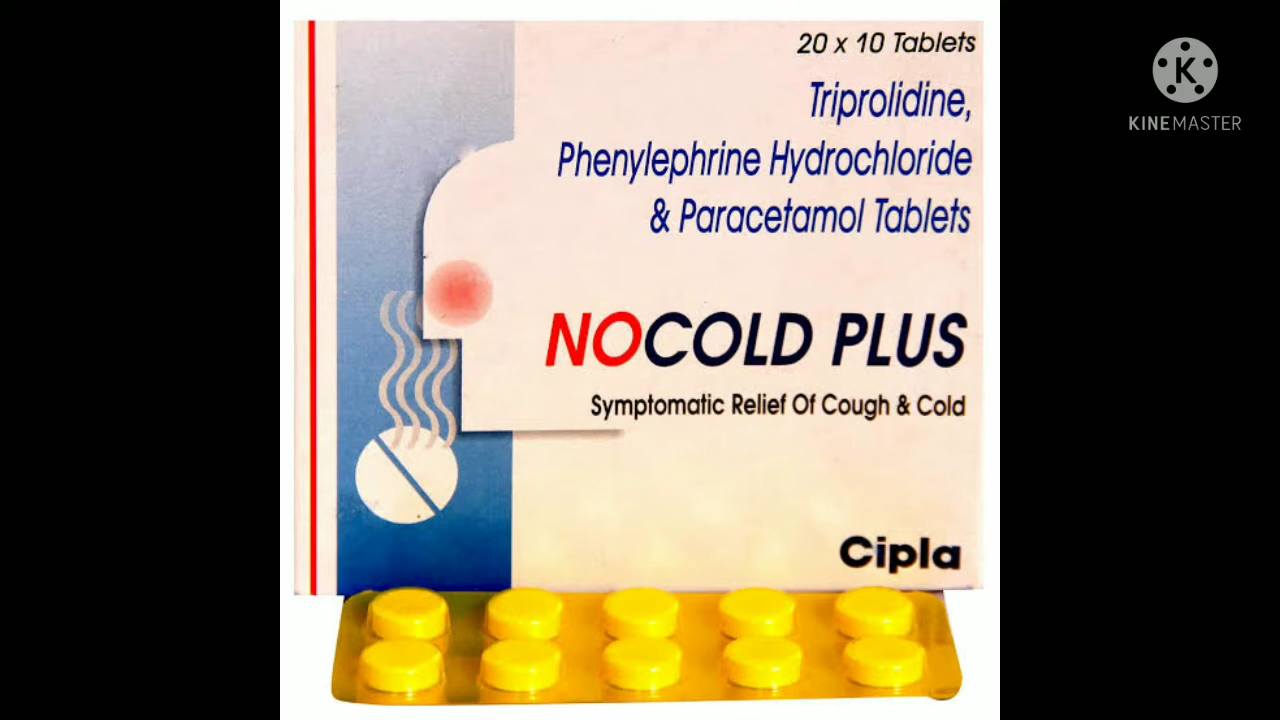 20 x 10 Tablets
Triprolidine,
Phenylephrine Hydrochloride
& Paracetamol Tablets
NOCOLD PLUS
Symptomatic Relief Of Cough & Cold
Cipla
K
KINEMASTER